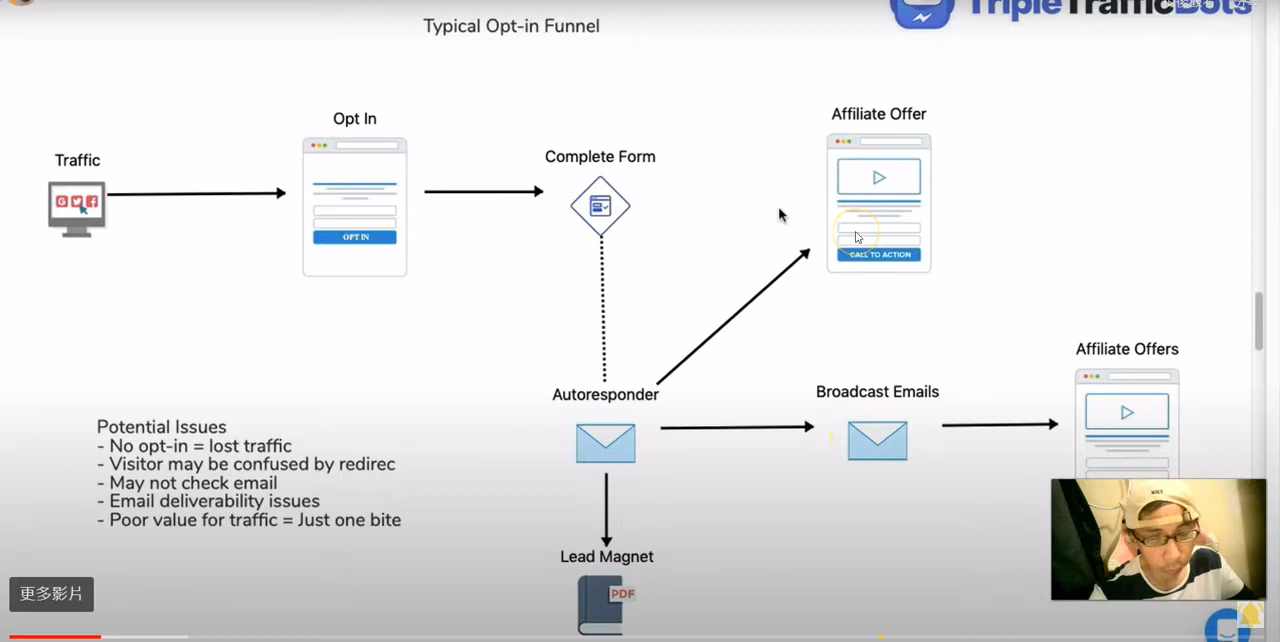 Typical Opt-in Funnel
TripleTrafficBots
Traffic
Opt In
OPT IN
Complete Form
Affiliate Offer
CALL TO ACTION
Autoresponder
Broadcast Emails
Affiliate Offers
Potential Issues
- No opt-in = lost traffic
- Visitor may be confused by redirec
- May not check email
- Email deliverability issues
- Poor value for traffic = Just one bite
Lead Magnet
PDF
更多影片